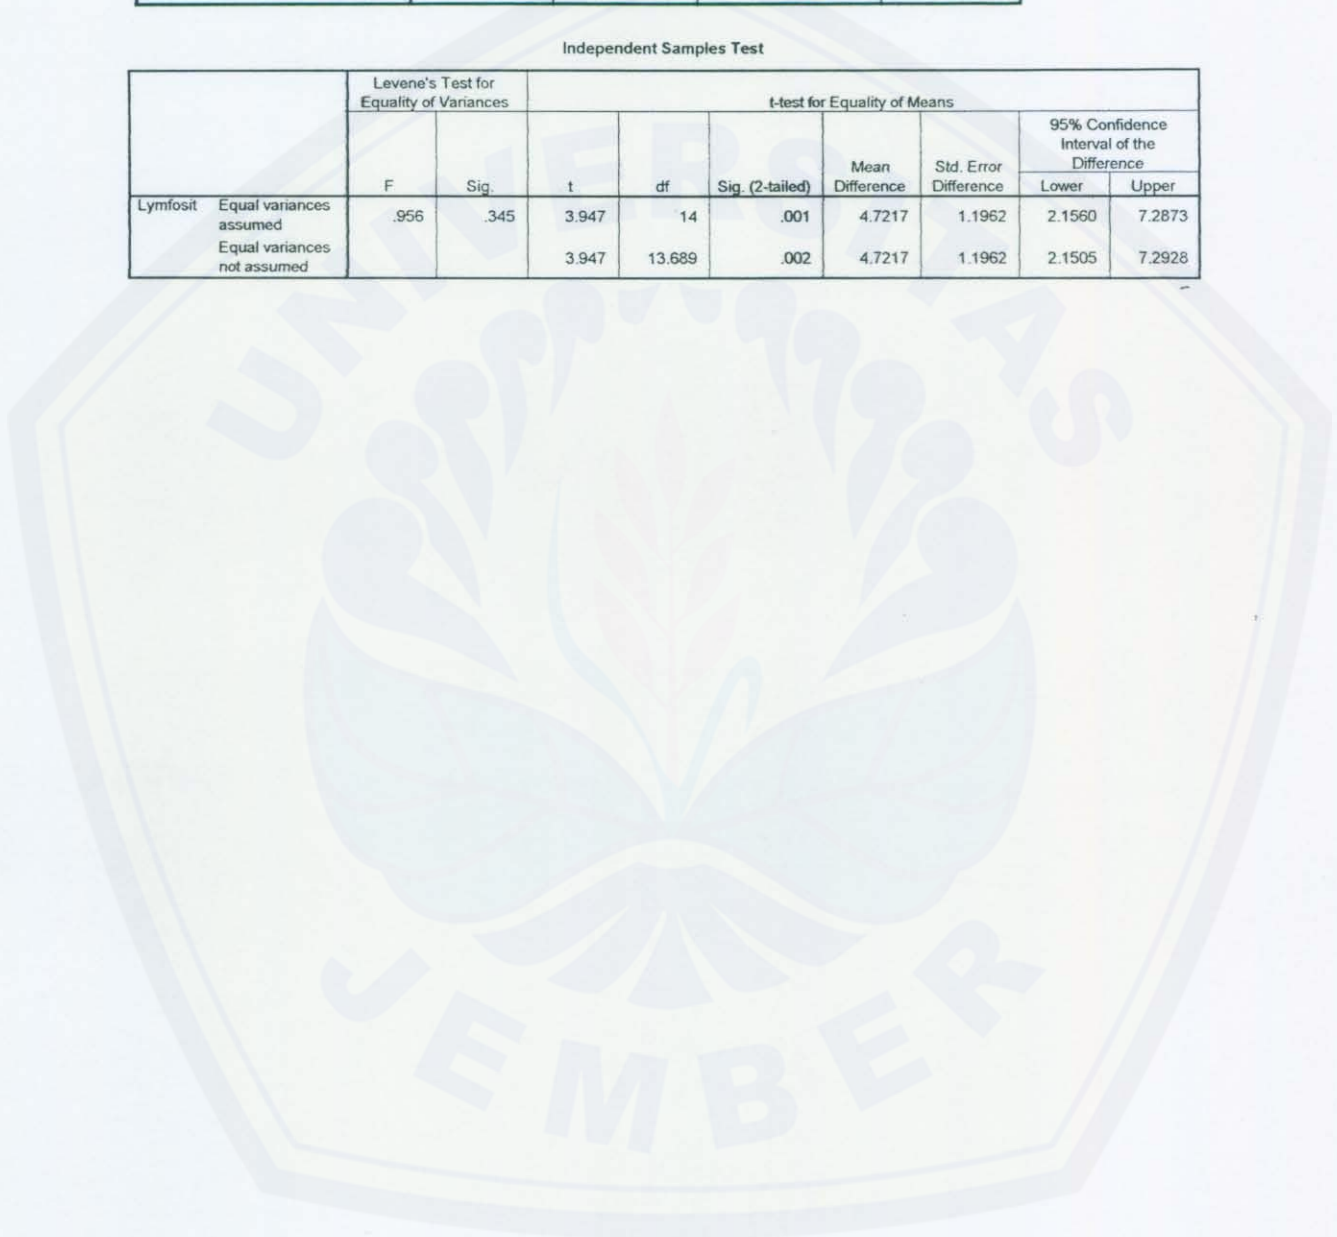 Independent Samples Test
Levene's Test for
Equality of Variances
t-test for Equality of Means
95% Confidence
Interval of the
Difference
Mean
Difference
Std. Error
Difference
F Sig. t df Sig. (2-tailed) Lower Upper
Lymfosit Equal variances
assumed .956 .345 3.947 14 .001 4.7217 1.1962 2.1560 7.2873
Equal variances
not assumed 3.947 13.689 .002 4.7217 1.1962 2.1505 7.2928
UNIVERSITAS
JEMBER